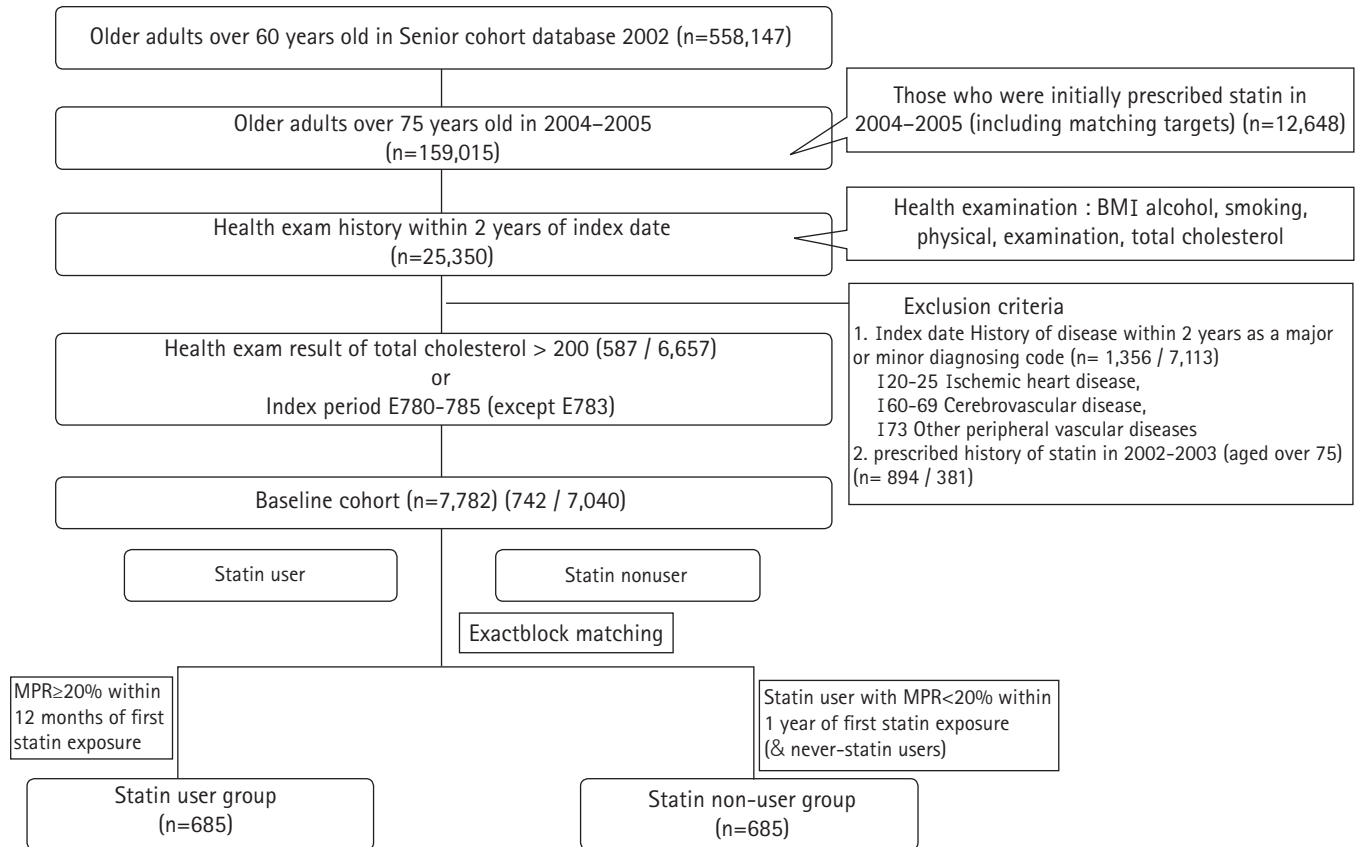 Older adults over 60 years old in Senior cohort database 2002 (n=558,147)
Older adults over 75 years old in 2004–2005
(n=159,015)
Those who were initially prescribed statin in
2004–2005 (including matching targets) (n=12,648)
Health exam history within 2 years of index date
(n=25,350)
Health examination : BMI alcohol, smoking,
physical, examination, total cholesterol
Exclusion criteria
1. Index date History of disease within 2 years as a major
or minor diagnosing code (n= 1,356 / 7,113)
I20-25 Ischemic heart disease,
I60-69 Cerebrovascular disease,
I73 Other peripheral vascular diseases
2. prescribed history of statin in 2002-2003 (aged over 75)
(n= 894 / 381)
Health exam result of total cholesterol > 200 (587 / 6,657)
or
Index period E780-785 (except E783)
Baseline cohort (n=7,782) (742 / 7,040)
Statin user
Statin nonuser
Exactblock matching
MPR≥20% within
12 months of first
statin exposure
Statin user with MPR<20% within
1 year of first statin exposure
(& never-statin users)
Statin user group
(n=685)
Statin non-user group
(n=685)